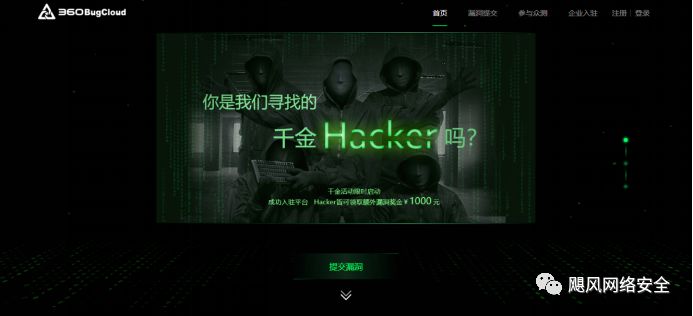 360BugCloud
首页 漏洞提交 参与众测 企业入驻 注册 | 登录
你是我们寻找的
千金 Hacker 吗?
千金活动限时启动
成功入驻平台 Hacker皆可领取额外漏洞奖金￥1000元
提交漏洞
飓风网络安全